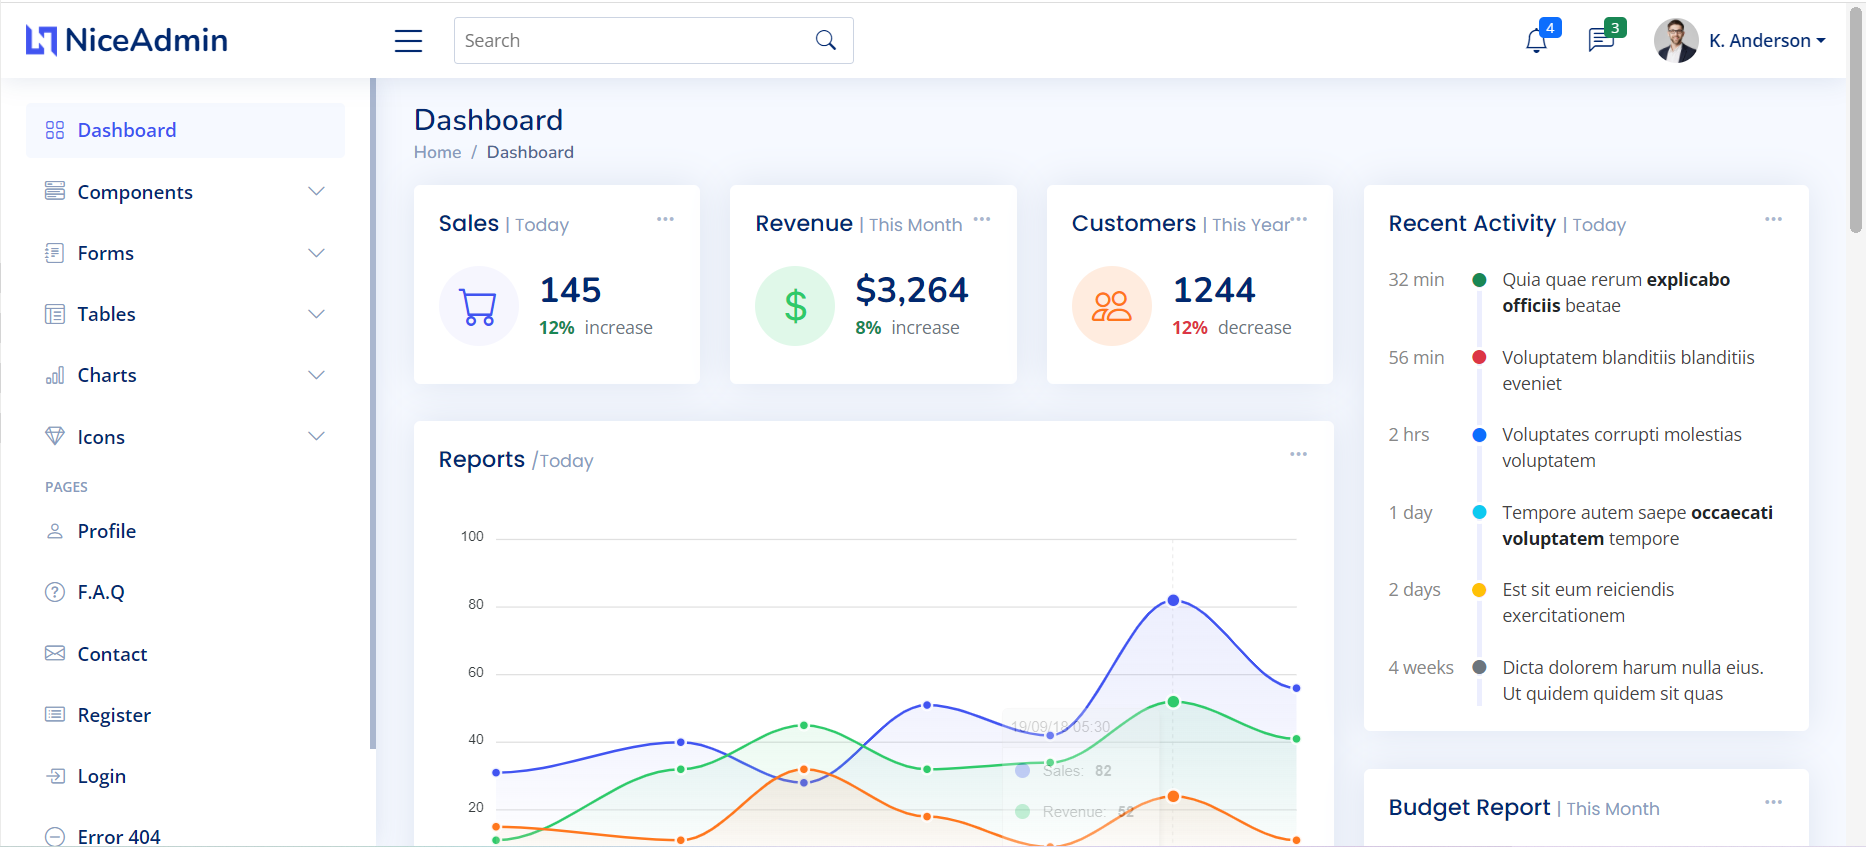 NiceAdmin
Search
4
3
K. Anderson
Dashboard
Components
Forms
Tables
Charts
Icons
PAGES
Profile
F.A.Q
Contact
Register
Login
Error 404
Dashboard
Home / Dashboard
Sales | Today
145
12% increase
Revenue | This Month
$3,264
8% increase
Customers | This Year
1244
12% decrease
Reports /Today
100
80
60
40
20
19/09/18 05:30
Sales: 82
Revenue: 52
Recent Activity | Today
32 min
Quia quae rerum explicabo
officiis beatae
56 min
Voluptatem blanditiis blanditiis
eveniet
2 hrs
Voluptates corrupti molestias
voluptatem
1 day
Tempore autem saepe occaecati
voluptatem tempore
2 days
Est sit eum reiciendis
exercitationem
4 weeks
Dicta dolorem harum nulla eius.
Ut quidem quidem sit quas
Budget Report | This Month